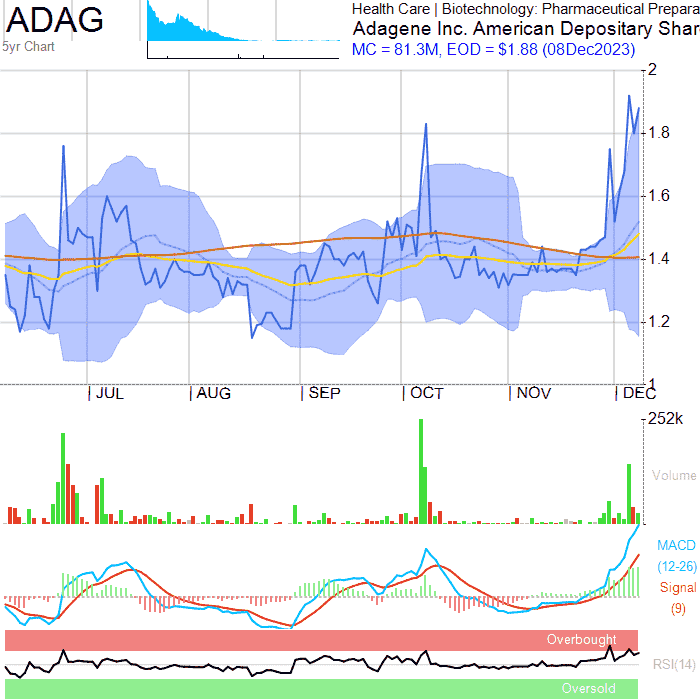 ADAG
5yr Chart
Health Care | Biotechnology: Pharmaceutical Prepara
Adagene Inc. American Depositary Shar
MC = 81.3M, EOD = $1.88 (08Dec2023)
2
1.8
1.6
1.4
1.2
1
JUL AUG SEP OCT NOV DEC
252k
Volume
MACD
(12-26)
Signal
(9)
Overbought
RSI(14)
Oversold